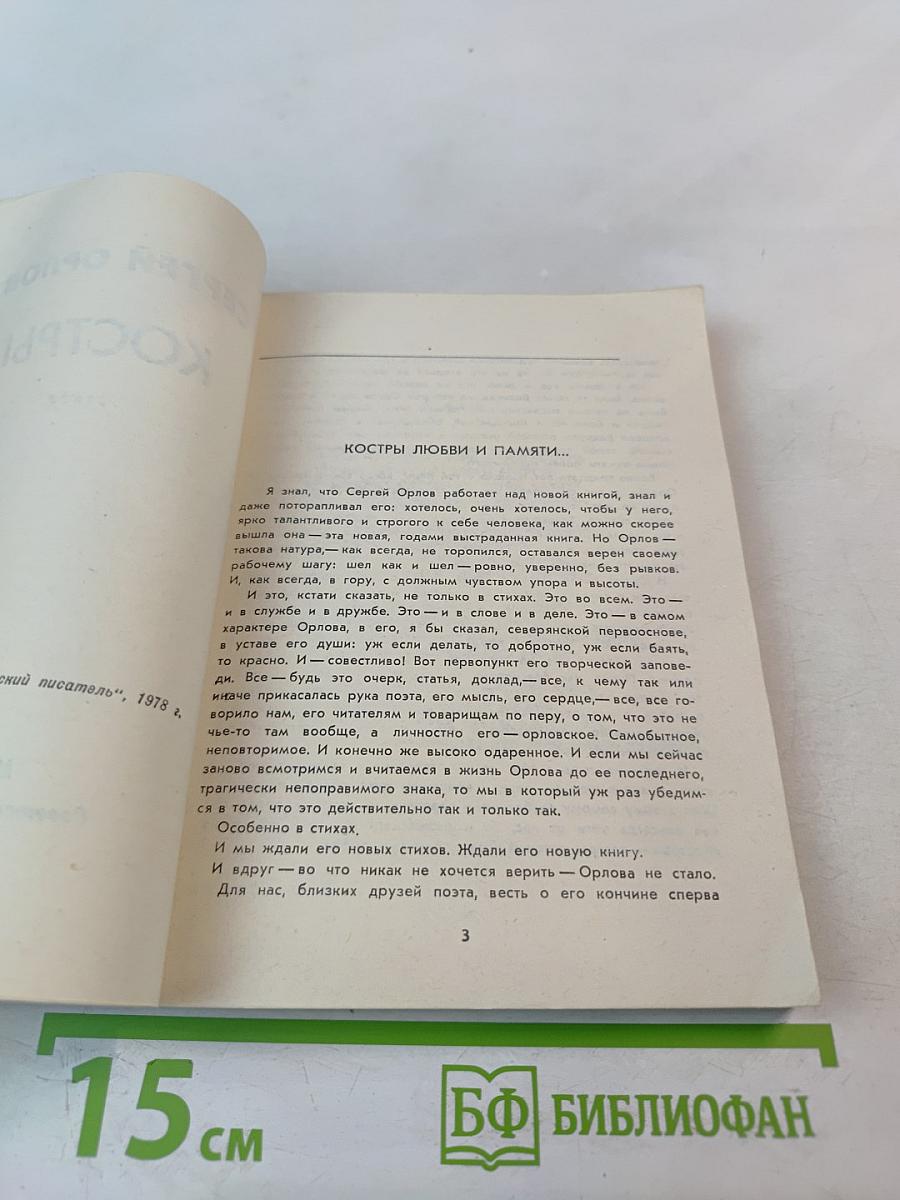 СЕРГЕЙ ОРЛОВ
КОСТРЫ
ский писатель“, 1978 г.
КОСТРЫ ЛЮБВИ И ПАМЯТИ...
Я знал, что Сергей Орлов работает над новой книгой, знал и
даже поторапливал его: хотелось, очень хотелось, чтобы у него,
ярко талантливого и строгого к себе человека, как можно скорее
вышла она — эта новая, годами выстраданная книга. Но Орлов —
такова натура,— как всегда, не торопился, оставался верен своему
рабочему шагу: шел как и шел — ровно, уверенно, без рывков.
И, как всегда, в гору, с должным чувством упора и высоты.
И это, кстати сказать, не только в стихах. Это во всем. Это —
и в службе и в дружбе. Это — и в слове и в деле. Это — в самом
характере Орлова, в его, я бы сказал, северянской первооснове,
в уставе его души: уж если делать, то добротно, уж если баять,
то красно. И — совестливо! Вот первопункт его творческой запове-
ди. Все — будь это очерк, статья, доклад,— все, к чему так или
иначе прикасалась рука поэта, его мысль, его сердце,— все, все го-
ворило нам, его читателям и товарищам по перу, о том, что это не
чье-то там вообще, а личностно его — орловское. Самобытное,
неповторимое. И конечно же высоко одаренное. И если мы сейчас
заново всмотримся и вчитаемся в жизнь Орлова до ее последнего,
трагически непоправимого знака, то мы в который уж раз убедим-
ся в том, что это действительно так и только так.
Особенно в стихах.
И мы ждали его новых стихов. Ждали его новую книгу.
И вдруг — во что никак не хочется верить — Орлова не стало.
Для нас, близких друзей поэта, весть о его кончине сперва
3
15 см
БФ БИБЛИОФАН